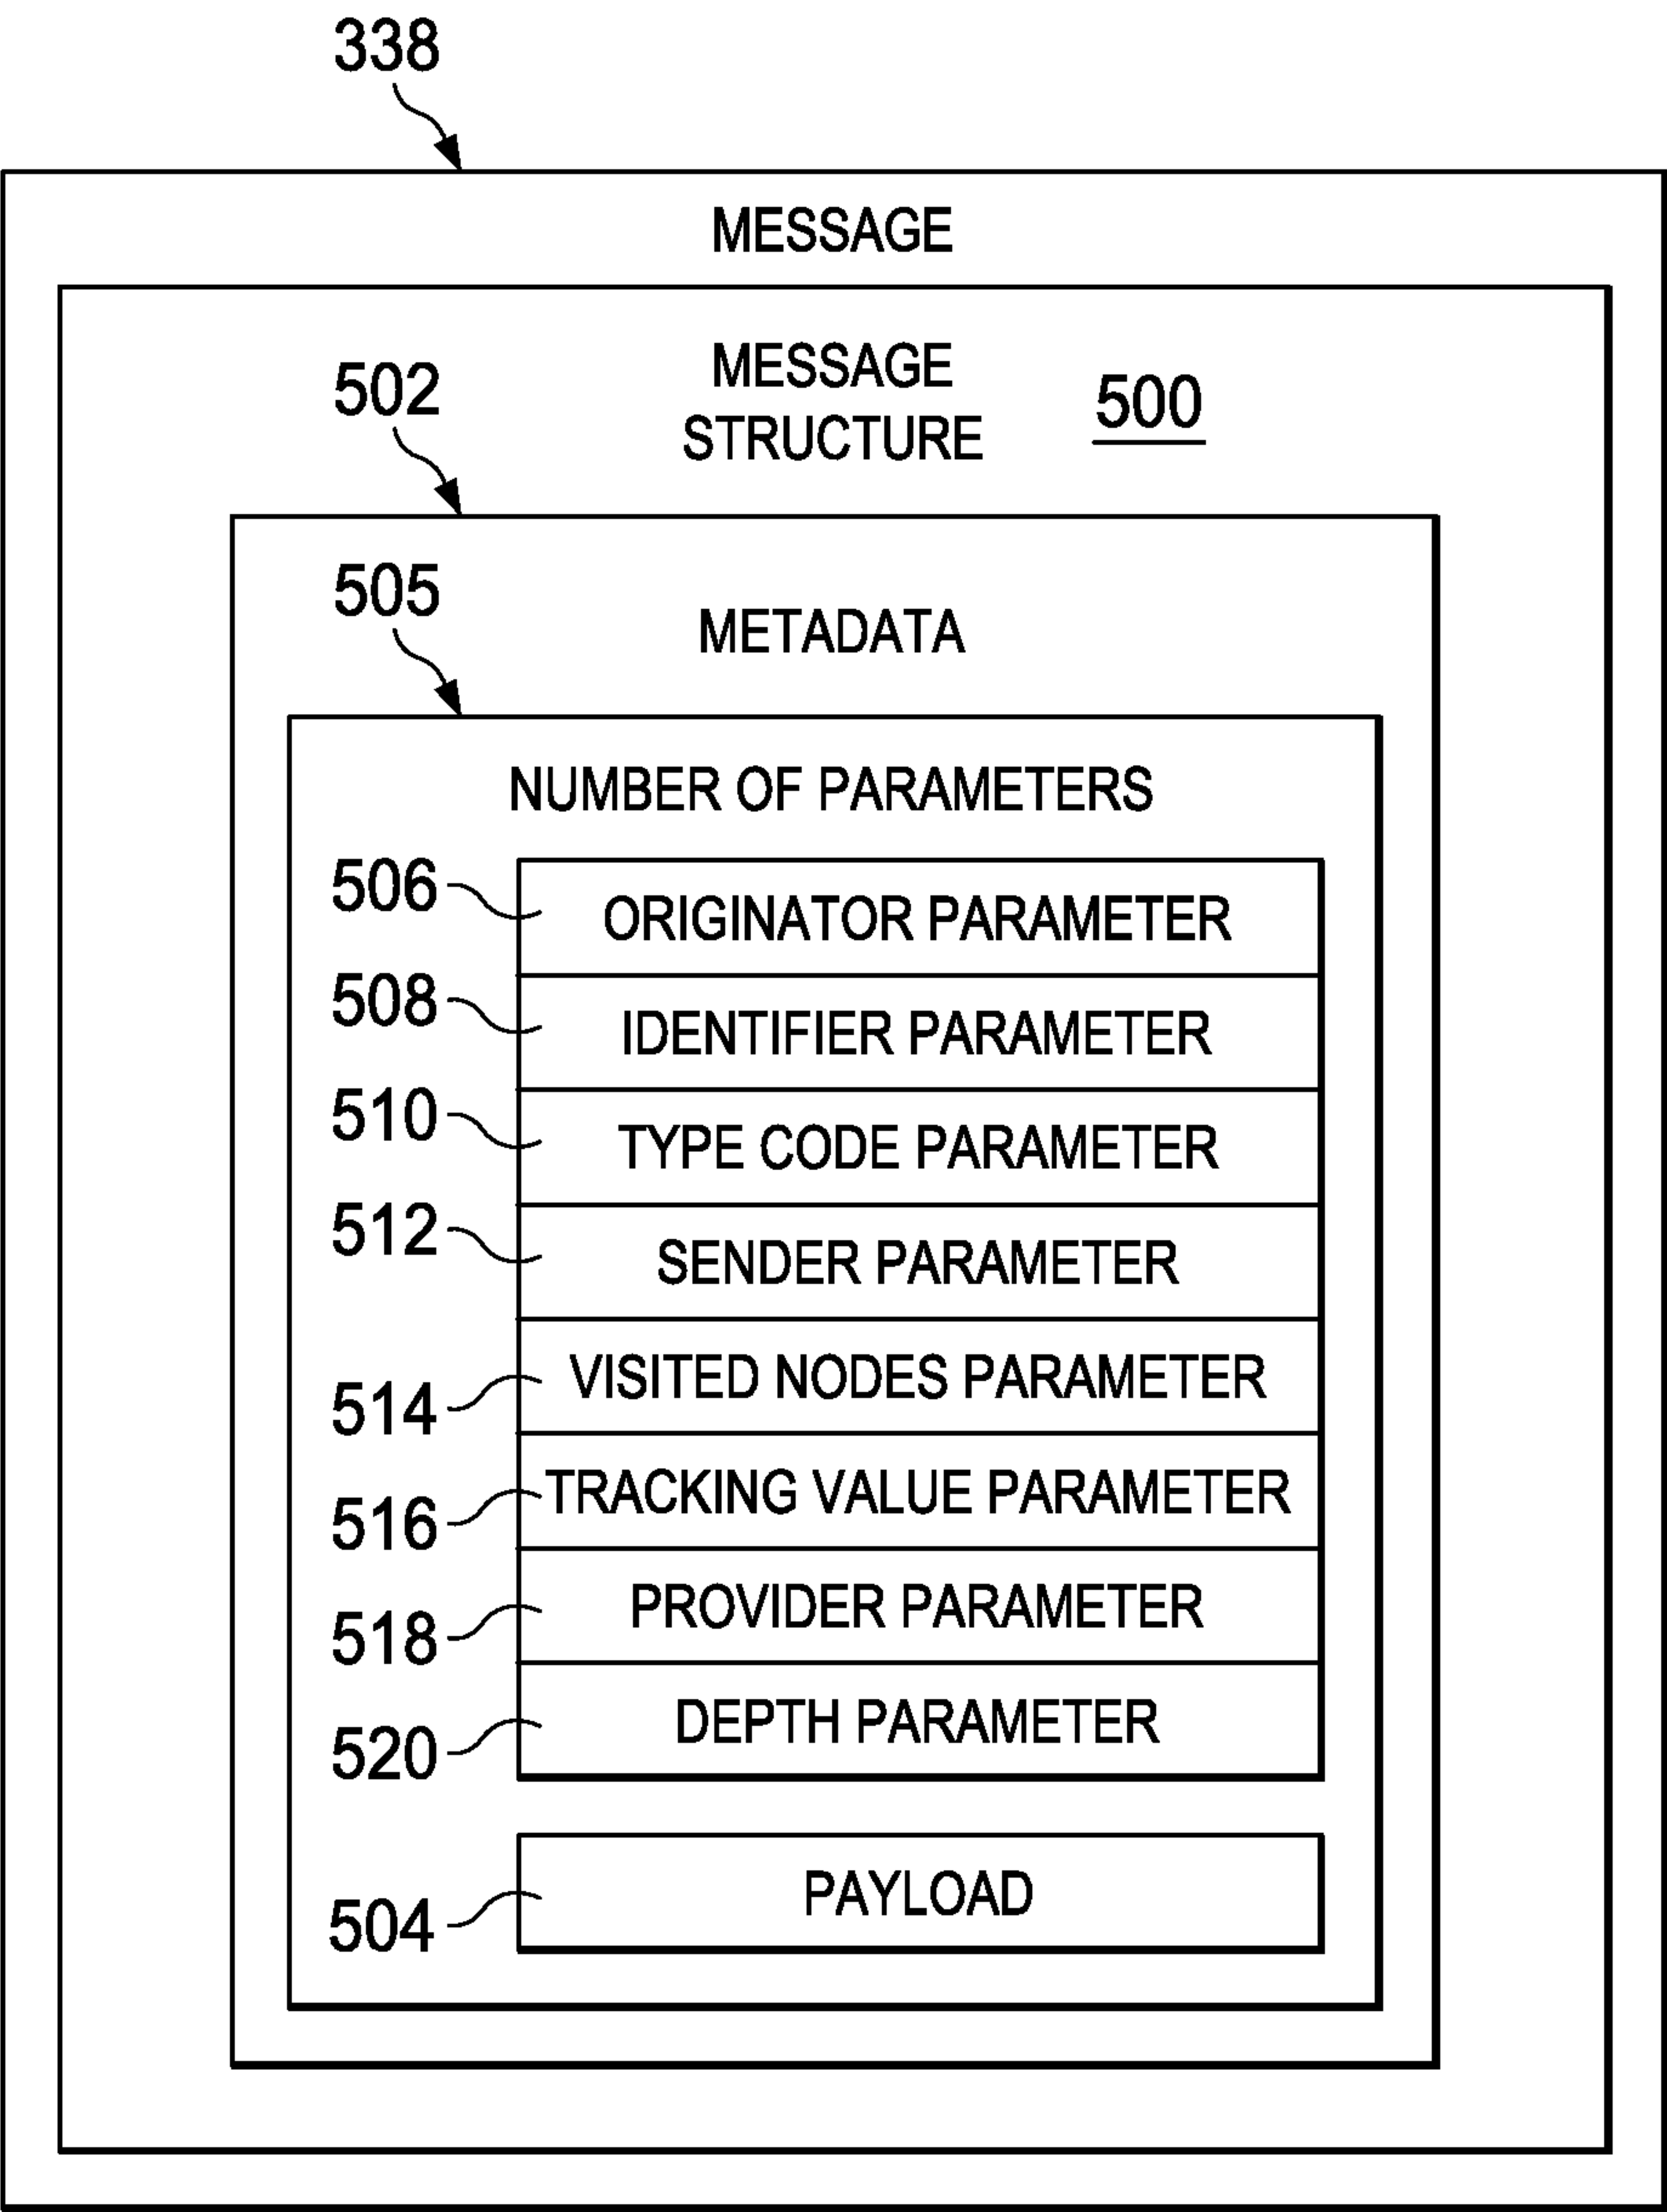 338
MESSAGE
MESSAGE
STRUCTURE
500
502
METADATA
505
NUMBER OF PARAMETERS
506 ORIGINATOR PARAMETER
508 IDENTIFIER PARAMETER
510 TYPE CODE PARAMETER
512 SENDER PARAMETER
514 VISITED NODES PARAMETER
516 TRACKING VALUE PARAMETER
518 PROVIDER PARAMETER
520 DEPTH PARAMETER
504 PAYLOAD